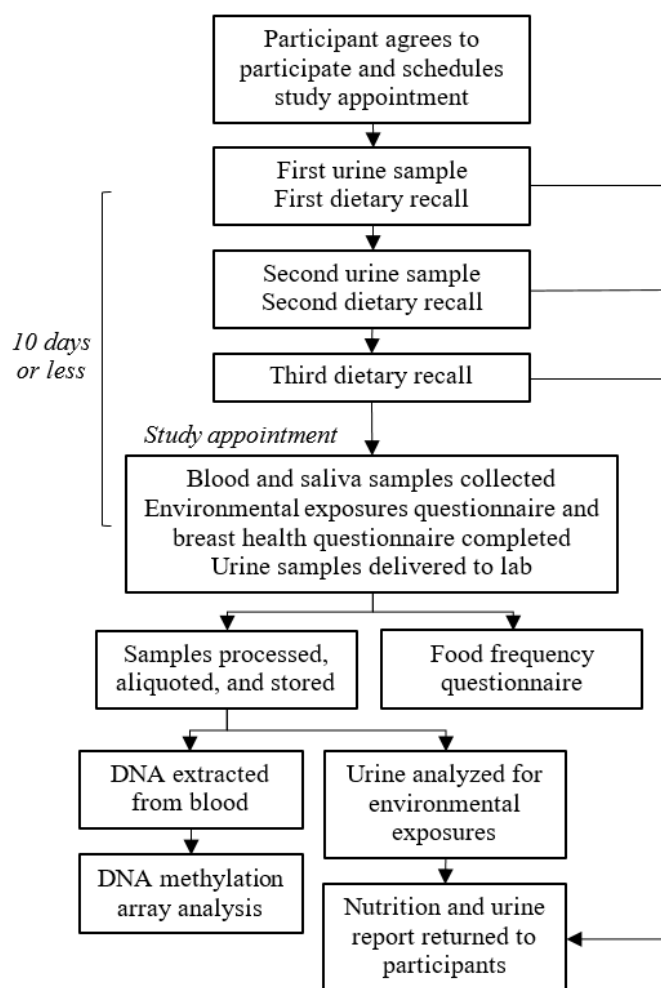 Participant agrees to
participate and schedules
study appointment
First urine sample
First dietary recall
Second urine sample
Second dietary recall
10 days
or less
Third dietary recall
Study appointment
Blood and saliva samples collected
Environmental exposures questionnaire and
breast health questionnaire completed
Urine samples delivered to lab
Samples processed,
aliquoted, and stored
Food frequency
questionnaire
DNA extracted
from blood
Urine analyzed for
environmental
exposures
DNA methylation
array analysis
Nutrition and urine
report returned to
participants